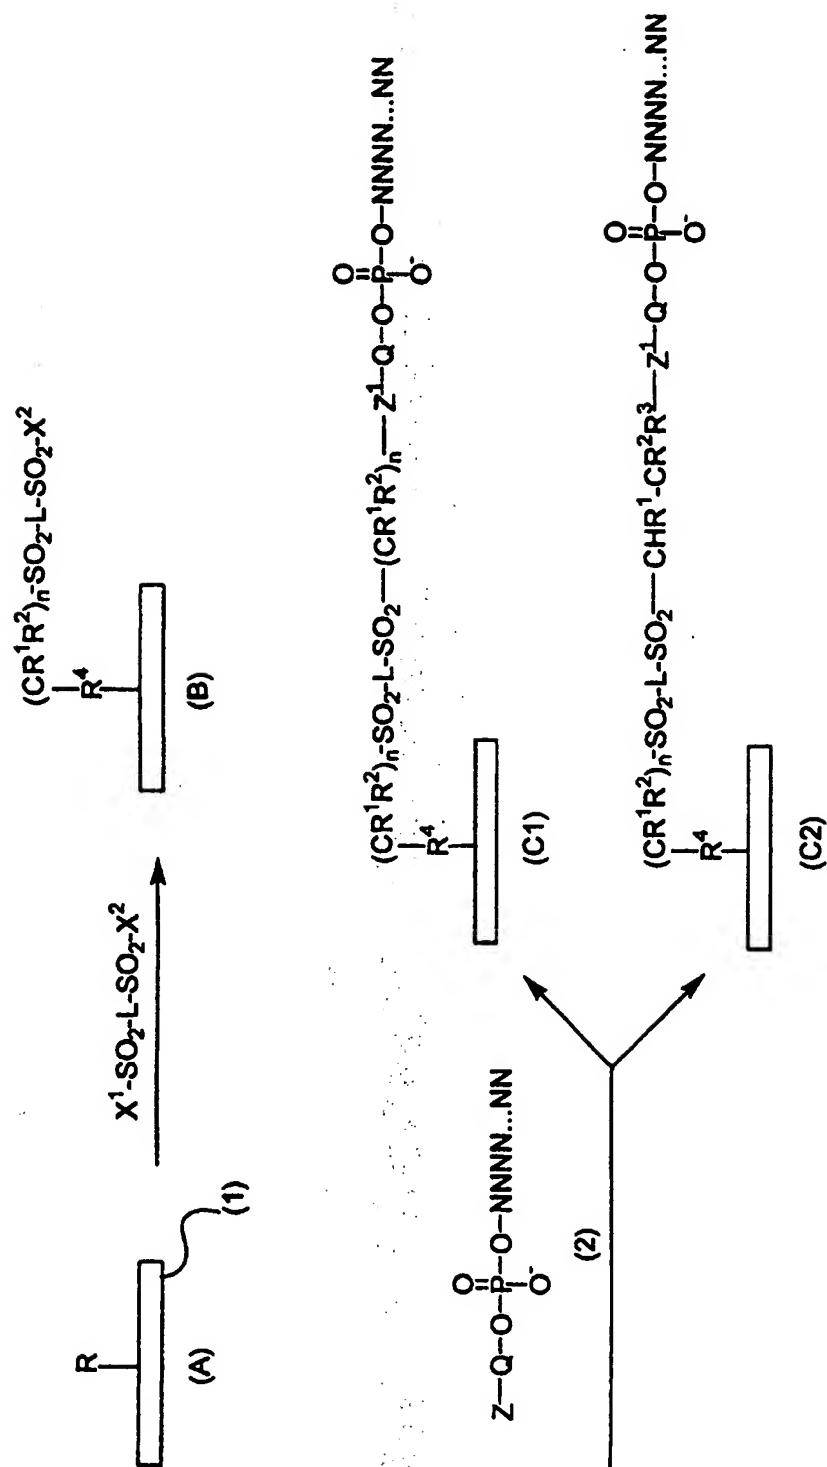 R
(A)
(1)
X¹-SO₂-L-SO₂-X²
(CR¹R²)ₙ-SO₂-L-SO₂-X²
R⁴
(B)
O
Z—Q—O—P—O—NNNN...NN
O⁻
(2)
O
(CR¹R²)ₙ-SO₂-L-SO₂—(CR¹R²)ₙ—Z¹—Q—O—P—O—NNNN...NN
O⁻
R⁴
(C1)
O
(CR¹R²)ₙ-SO₂-L-SO₂—CHR¹-CR²R³—Z¹—Q—O—P—O—NNNN...NN
O⁻
R⁴
(C2)